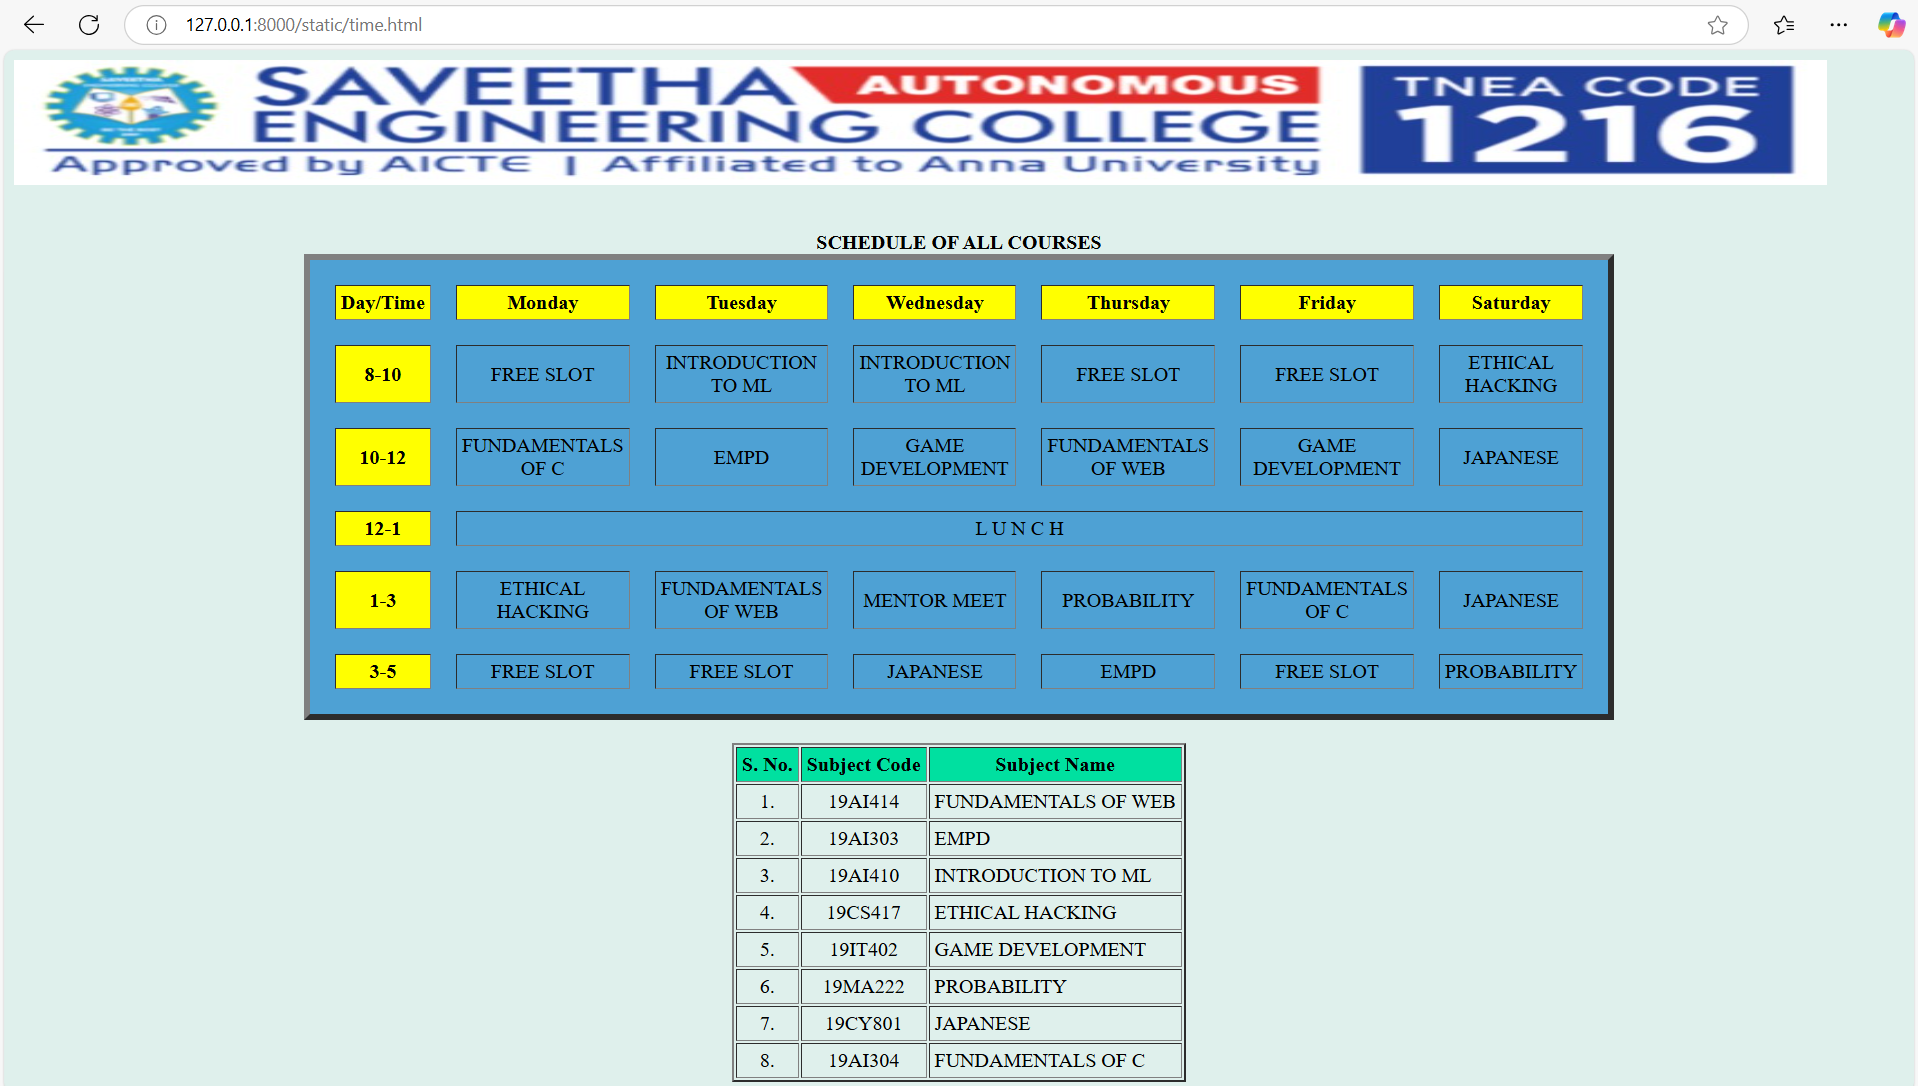 127.0.0.1:8000/static/time.html
SAVEETHA AUTONOMOUS
ENGINEERING COLLEGE
Approved by AICTE | Affiliated to Anna University
TNEA CODE
1216
SCHEDULE OF ALL COURSES
Day/Time Monday Tuesday Wednesday Thursday Friday Saturday
8-10 FREE SLOT INTRODUCTION TO ML INTRODUCTION TO ML FREE SLOT FREE SLOT ETHICAL HACKING
10-12 FUNDAMENTALS OF C EMPD GAME DEVELOPMENT FUNDAMENTALS OF WEB GAME DEVELOPMENT JAPANESE
12-1 L U N C H
1-3 ETHICAL HACKING FUNDAMENTALS OF WEB MENTOR MEET PROBABILITY FUNDAMENTALS OF C JAPANESE
3-5 FREE SLOT FREE SLOT JAPANESE EMPD FREE SLOT PROBABILITY
S. No. Subject Code Subject Name
1. 19AI414 FUNDAMENTALS OF WEB
2. 19AI303 EMPD
3. 19AI410 INTRODUCTION TO ML
4. 19CS417 ETHICAL HACKING
5. 19IT402 GAME DEVELOPMENT
6. 19MA222 PROBABILITY
7. 19CY801 JAPANESE
8. 19AI304 FUNDAMENTALS OF C